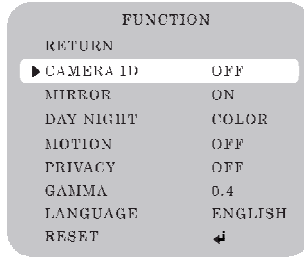 FUNCTION
RETURN
CAMERA ID OFF
MIRROR ON
DAY NIGHT COLOR
MOTION OFF
PRIVACY OFF
GAMMA 0.4
LANGUAGE ENGLISH
RESET ↵